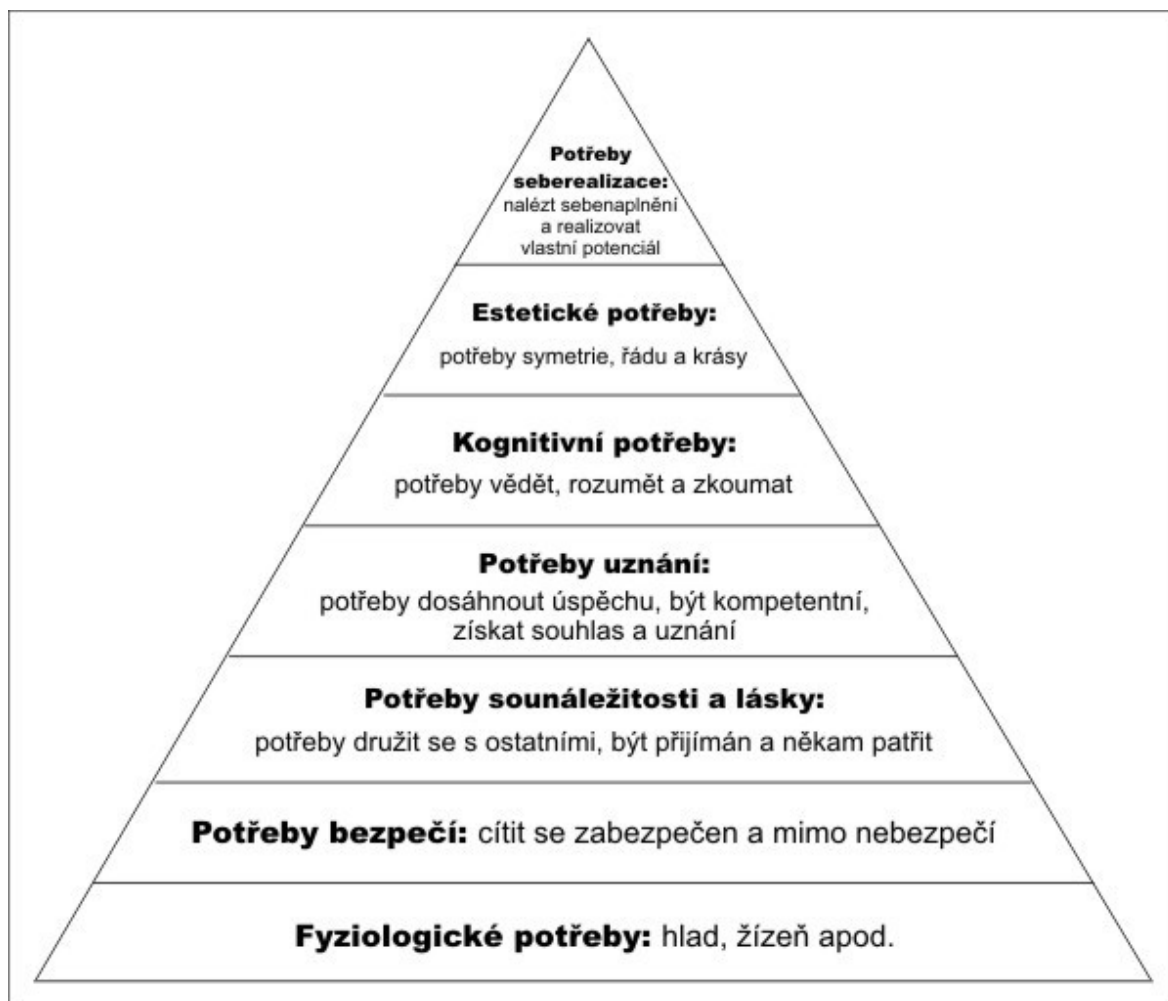 Potřeby
seberealizace:
nalézt sebenaplnění
a realizovat
vlastní potenciál
Estetické potřeby:
potřeby symetrie, řádu a krásy
Kognitivní potřeby:
potřeby vědět, rozumět a zkoumat
Potřeby uznání:
potřeby dosáhnout úspěchu, být kompetentní,
získat souhlas a uznání
Potřeby sounáležitosti a lásky:
potřeby družit se s ostatními, být přijímán a někam patřit
Potřeby bezpečí: cítit se zabezpečen a mimo nebezpečí
Fyziologické potřeby: hlad, žízeň apod.